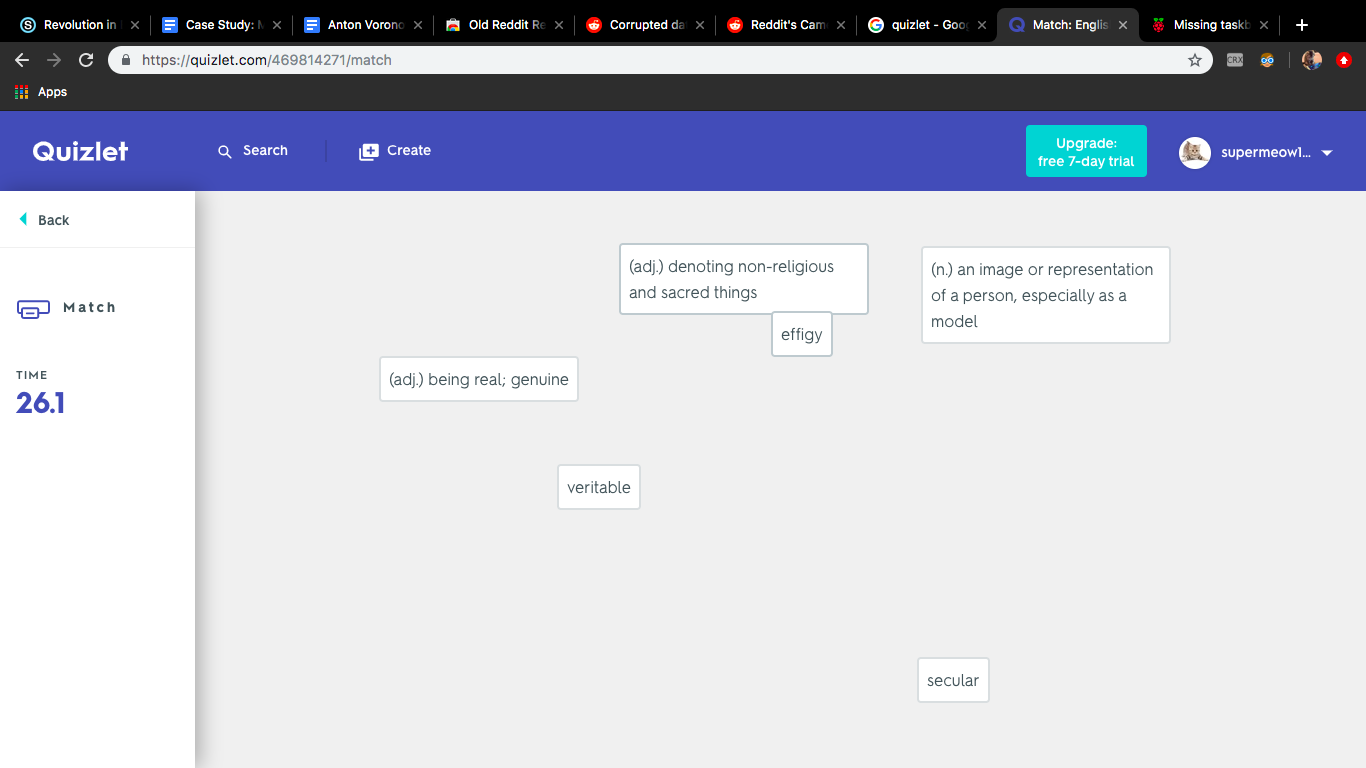 Revolution in
Case Study: M
Anton Vorono
Old Reddit Re
Corrupted da
Reddit's Cam
quizlet - Goog
Match: Englis
Missing taskb
https://quizlet.com/469814271/match
CRX
Apps
Quizlet
Search
Create
Upgrade:
free 7-day trial
supermeow1...
Back
Match
TIME
26.1
(adj.) denoting non-religious
and sacred things
(n.) an image or representation
of a person, especially as a
model
effigy
(adj.) being real; genuine
veritable
secular